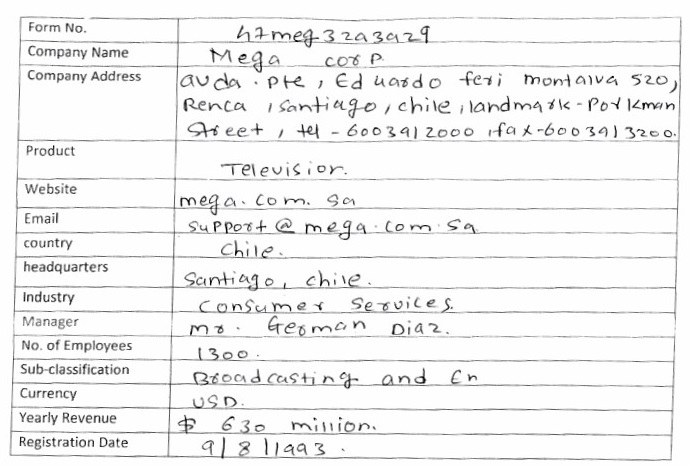 Form No. h7meg32a3a29
Company Name Mega corp
Company Address avda. pte, Eduardo feri montalva 520,
Renca, santiago, chile, landmark-Porkman
Street, tel - 6003912000, fax-6003913200.
Product Television.
Website mega.com.sa
Email support@mega.com.sa
country Chile.
headquarters Santiago, chile.
Industry Consumer Services.
Manager mr. German Diaz.
No. of Employees 1300.
Sub-classification Broadcasting and En
Currency USD.
Yearly Revenue $ 630 million.
Registration Date 9/8/1993.